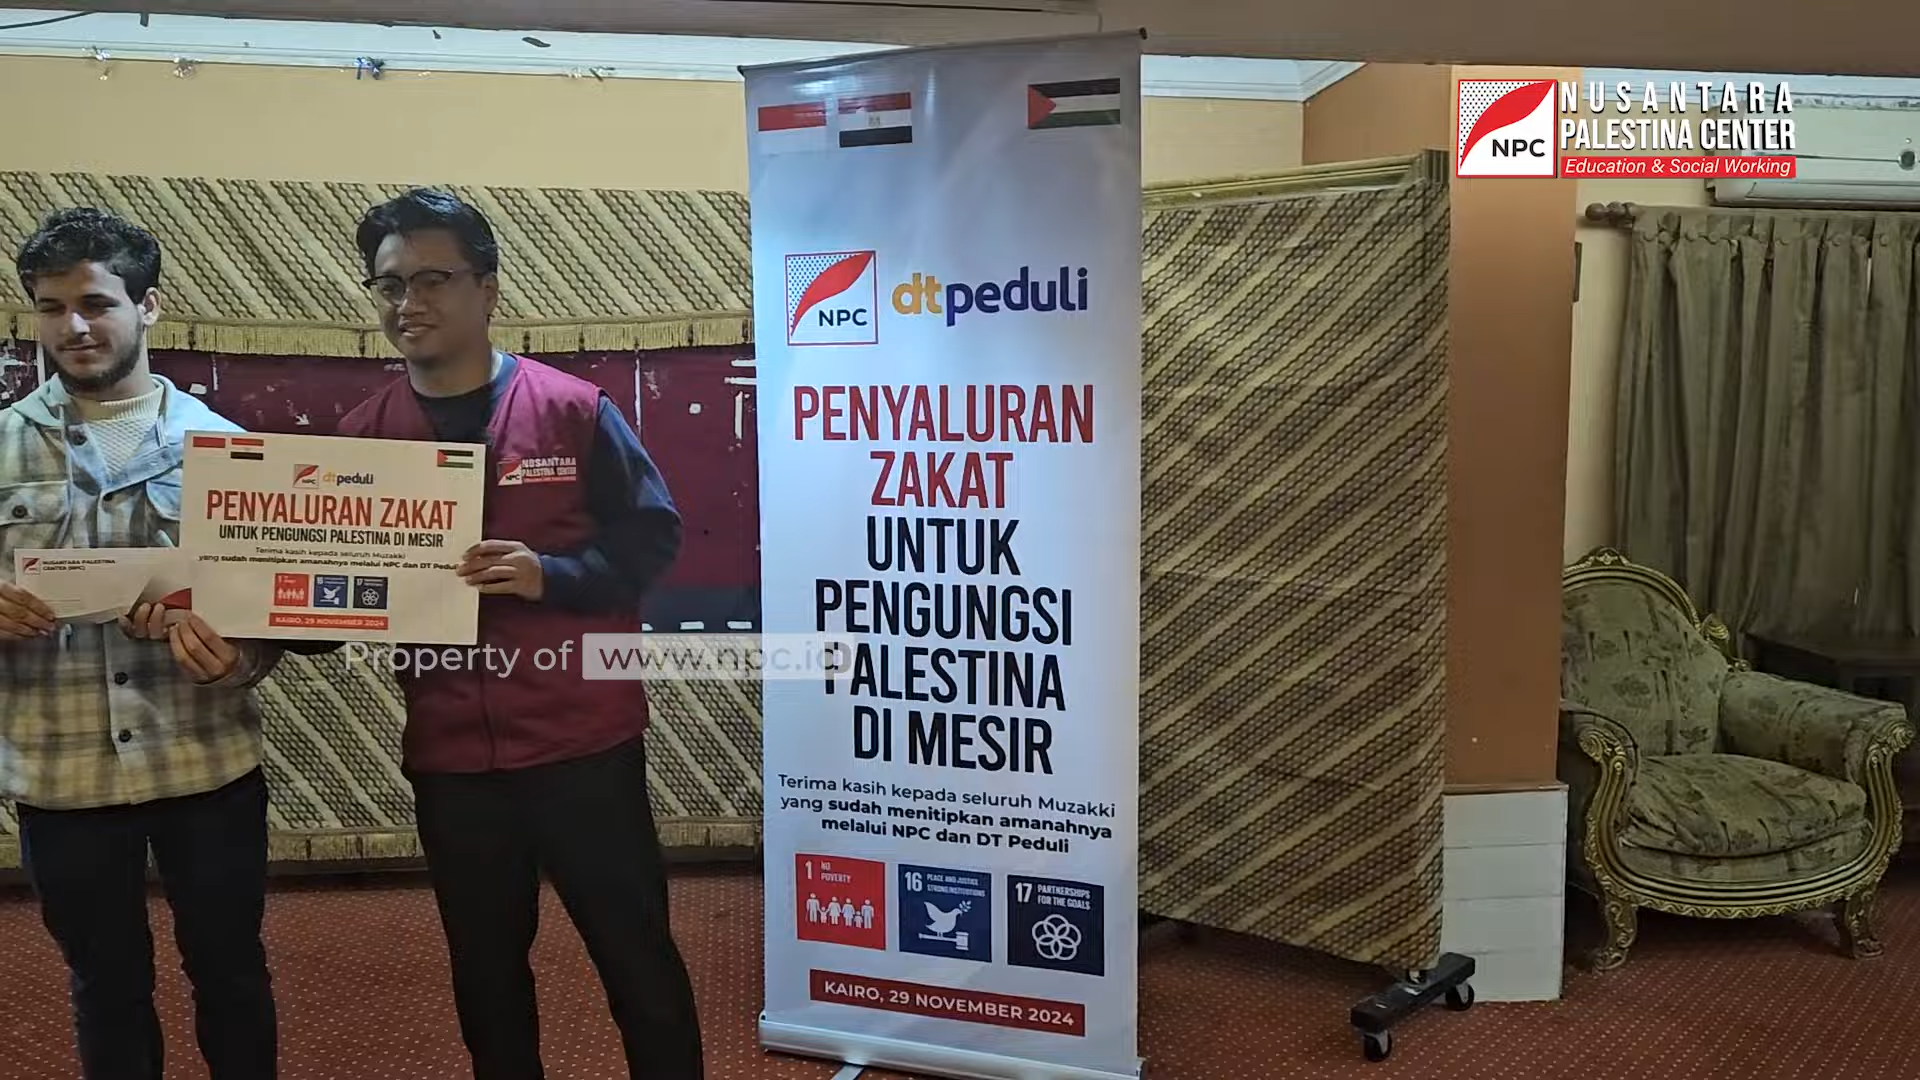 NUSANTARA
PALESTINA CENTER
Education & Social Working
NPC
NPC
dtpeduli
PENYALURAN
ZAKAT
UNTUK
PENGUNGSI
PALESTINA
DI MESIR
Terima kasih kepada seluruh Muzakki
yang sudah menitipkan amanahnya
melalui NPC dan DT Peduli
1 NO
POVERTY
16 PEACE AND JUSTICE
STRONG INSTITUTIONS
17 PARTNERSHIPS
FOR THE GOALS
KAIRO, 29 NOVEMBER 2024
NPC
dtpeduli
PENYALURAN ZAKAT
UNTUK PENGUNGSI PALESTINA DI MESIR
Terima kasih kepada seluruh Muzakki
yang sudah menitipkan amanahnya melalui NPC dan DT Peduli
1
16
17
KAIRO, 29 NOVEMBER 2024
NUSANTARA PALESTINA
CENTER (NPC)
NUSANTARA
PALESTINA CENTER
Property of www.npc.id